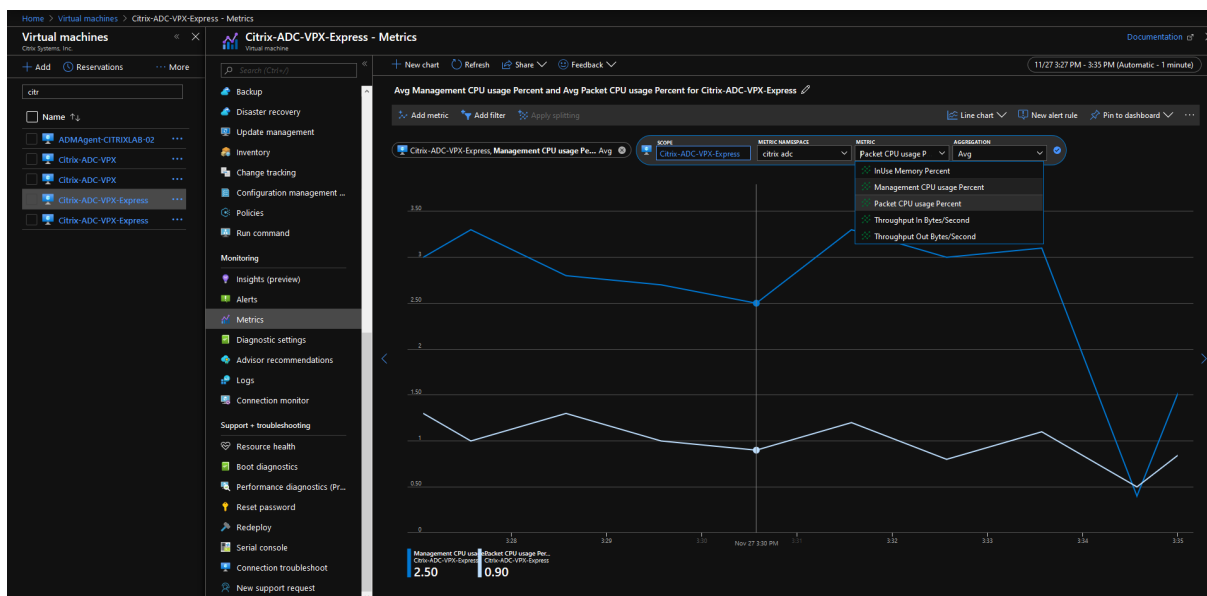 Home > Virtual machines > Citrix-ADC-VPX-Express - Metrics
Virtual machines
Citrix Systems, Inc.
Add Reservations ··· More
citr
Name ↑↓
ADMAgent-CITRIXLAB-02 ···
Citrix-ADC-VPX ···
Citrix-ADC-VPX ···
Citrix-ADC-VPX-Express ···
Citrix-ADC-VPX-Express ···
Citrix-ADC-VPX-Express - Metrics
Virtual machine
Documentation
Search (Ctrl+/)
Backup
Disaster recovery
Update management
Inventory
Change tracking
Configuration management ...
Policies
Run command
Monitoring
Insights (preview)
Alerts
Metrics
Diagnostic settings
Advisor recommendations
Logs
Connection monitor
Support + troubleshooting
Resource health
Boot diagnostics
Performance diagnostics (Pr...
Reset password
Redeploy
Serial console
Connection troubleshoot
New support request
New chart Refresh Share Feedback
11/27 3:27 PM - 3:35 PM (Automatic - 1 minute)
Avg Management CPU usage Percent and Avg Packet CPU usage Percent for Citrix-ADC-VPX-Express
Add metric Add filter Apply splitting
Line chart New alert rule Pin to dashboard ···
Citrix-ADC-VPX-Express, Management CPU usage Pe... Avg
SCOPE METRIC NAMESPACE METRIC AGGREGATION
Citrix-ADC-VPX-Express citrix adc Packet CPU usage P Avg
InUse Memory Percent
Management CPU usage Percent
Packet CPU usage Percent
Throughput In Bytes/Second
Throughput Out Bytes/Second
3.50
3
2.50
2
1.50
1
0.50
0
3:28 3:29 3:30 Nov 27 3:30 PM 3:31 3:32 3:33 3:34 3:35
Management CPU usage Packet CPU usage Per...
Citrix-ADC-VPX-Express Citrix-ADC-VPX-Express
2.50 0.90